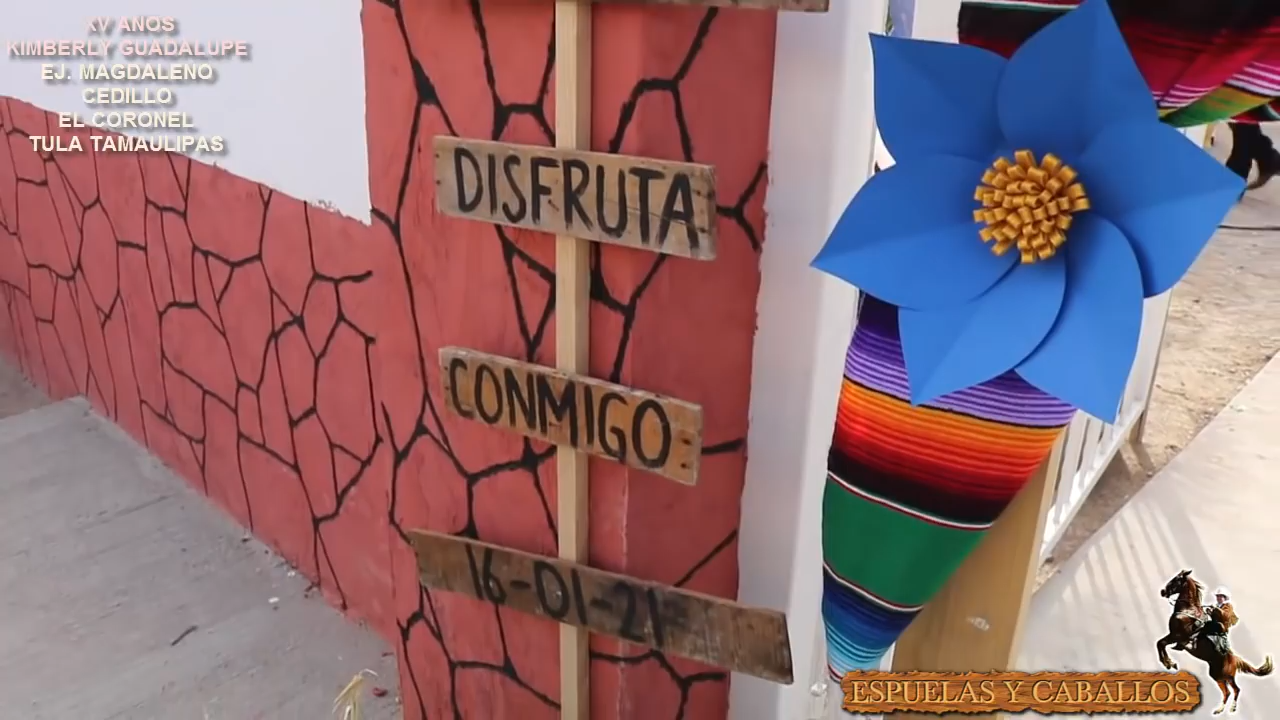 XV AÑOS
KIMBERLY GUADALUPE
EJ. MAGDALENO
CEDILLO
EL CORONEL
TULA TAMAULIPAS
DISFRUTA
CONMIGO
16-01-21
ESPUELAS Y CABALLOS